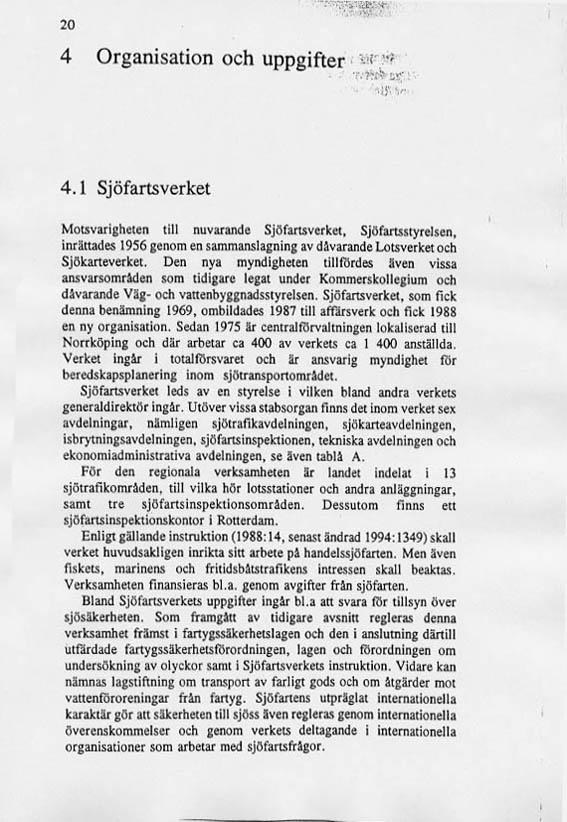 20
4 Organisation och uppgifter
4.1 Sjöfartsverket
Motsvarigheten till nuvarande Sjöfartsverket, Sjöfartsstyrelsen,
inrättades 1956 genom en sammanslagning av dåvarande Lotsverket och
Sjökarteverket. Den nya myndigheten tillfördes även vissa
ansvarsområden som tidigare legat under Kommerskollegium och
dåvarande Väg- och vattenbyggnadsstyrelsen. Sjöfartsverket, som fick
denna benämning 1969, ombildades 1987 till affärsverk och fick 1988
en ny organisation. Sedan 1975 är centralförvaltningen lokaliserad till
Norrköping och där arbetar ca 400 av verkets ca 1 400 anställda.
Verket ingår i totalförsvaret och är ansvarig myndighet för
beredskapsplanering inom sjötransportområdet.
Sjöfartsverket leds av en styrelse i vilken bland andra verkets
generaldirektör ingår. Utöver vissa stabsorgan finns det inom verket sex
avdelningar, nämligen sjötrafikavdelningen, sjökarteavdelningen,
isbrytningsavdelningen, sjöfartsinspektionen, tekniska avdelningen och
ekonomiadministrativa avdelningen, se även tablå A.
För den regionala verksamheten är landet indelat i 13
sjötrafikområden, till vilka hör lotsstationer och andra anläggningar,
samt tre sjöfartsinspektionsområden. Dessutom finns ett
sjöfartsinspektionskontor i Rotterdam.
Enligt gällande instruktion (1988:14, senast ändrad 1994:1349) skall
verket huvudsakligen inrikta sitt arbete på handelssjöfarten. Men även
fiskets, marinens och fritidsbåtstrafikens intressen skall beaktas.
Verksamheten finansieras bl.a. genom avgifter från sjöfarten.
Bland Sjöfartsverkets uppgifter ingår bl.a att svara för tillsyn över
sjösäkerheten. Som framgått av tidigare avsnitt regleras denna
verksamhet främst i fartygssäkerhetslagen och den i anslutning därtill
utfärdade fartygssäkerhetsförordningen, lagen och förordningen om
undersökning av olyckor samt i Sjöfartsverkets instruktion. Vidare kan
nämnas lagstiftning om transport av farligt gods och om åtgärder mot
vattenföroreningar från fartyg. Sjöfartens utpräglat internationella
karaktär gör att säkerheten till sjöss även regleras genom internationella
överenskommelser och genom verkets deltagande i internationella
organisationer som arbetar med sjöfartsfrågor.